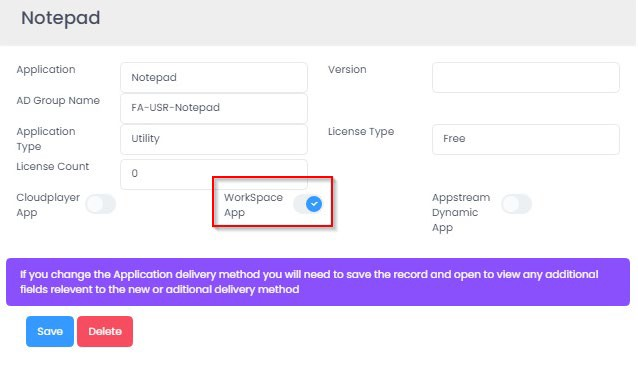 Notepad
Application
Notepad
Version
AD Group Name
FA-USR-Notepad
Application
Type
Utility
License Type
Free
License Count
0
Cloudplayer
App
WorkSpace
App
Appstream
Dynamic
App
If you change the Application delivery method you will need to save the record and open to view any additional
fields relevent to the new or aditional delivery method
Save
Delete